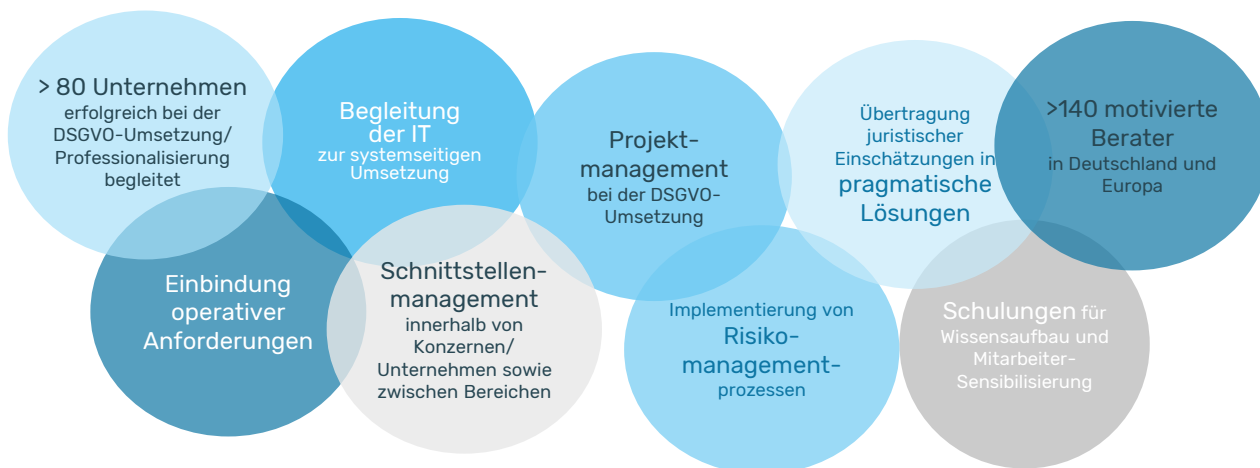 > 80 Unternehmen
erfolgreich bei der
DSGVO-Umsetzung/
Professionalisierung
begleitet
Begleitung
der IT
zur systemseitigen
Umsetzung
Projekt-
management
bei der DSGVO-
Umsetzung
Übertragung
juristischer
Einschätzungen in
pragmatische
Lösungen
>140 motivierte
Berater
in Deutschland und
Europa
Einbindung
operativer
Anforderungen
Schnittstellen-
management
innerhalb von
Konzernen/
Unternehmen sowie
zwischen Bereichen
Implementierung von
Risiko-
management-
prozessen
Schulungen für
Wissensaufbau und
Mitarbeiter-
Sensibilisierung